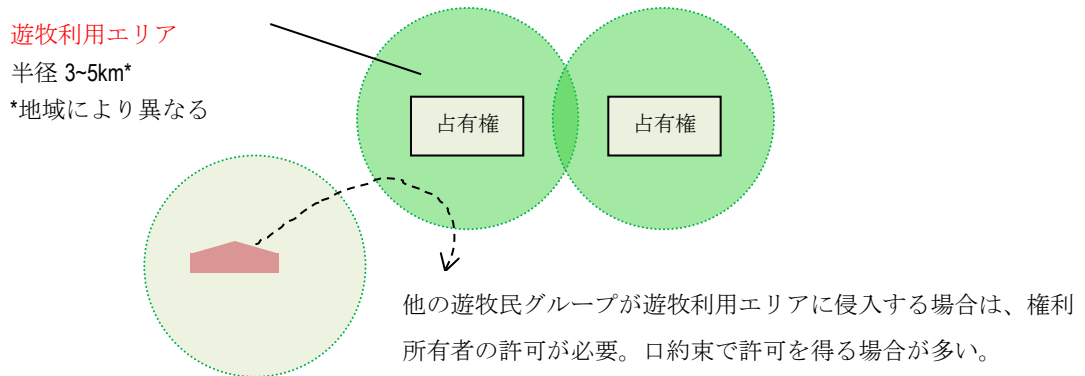 遊牧利用エリア
半径 3~5km*
*地域により異なる
占有権
占有権
他の遊牧民グループが遊牧利用エリアに侵入する場合は、権利
所有者の許可が必要。口約束で許可を得る場合が多い。